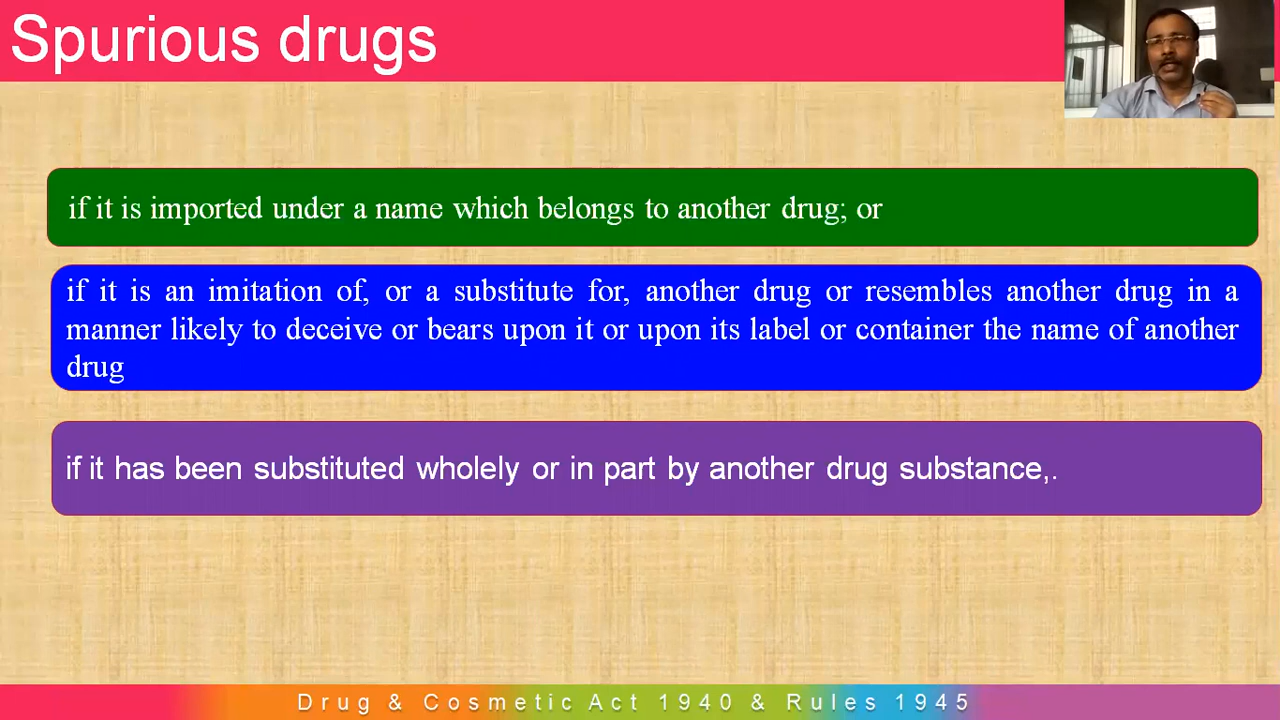 Spurious drugs
if it is imported under a name which belongs to another drug; or
if it is an imitation of, or a substitute for, another drug or resembles another drug in a
manner likely to deceive or bears upon it or upon its label or container the name of another
drug
if it has been substituted wholely or in part by another drug substance,.
Drug & Cosmetic Act 1940 & Rules 1945